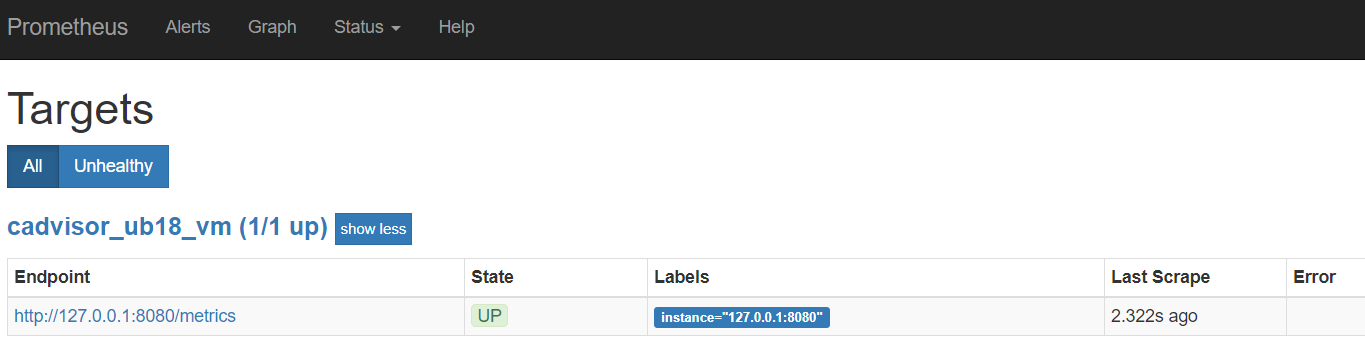 Prometheus Alerts Graph Status Help
Targets
All Unhealthy
cadvisor_ub18_vm (1/1 up) show less
Endpoint State Labels Last Scrape Error
http://127.0.0.1:8080/metrics UP instance="127.0.0.1:8080" 2.322s ago